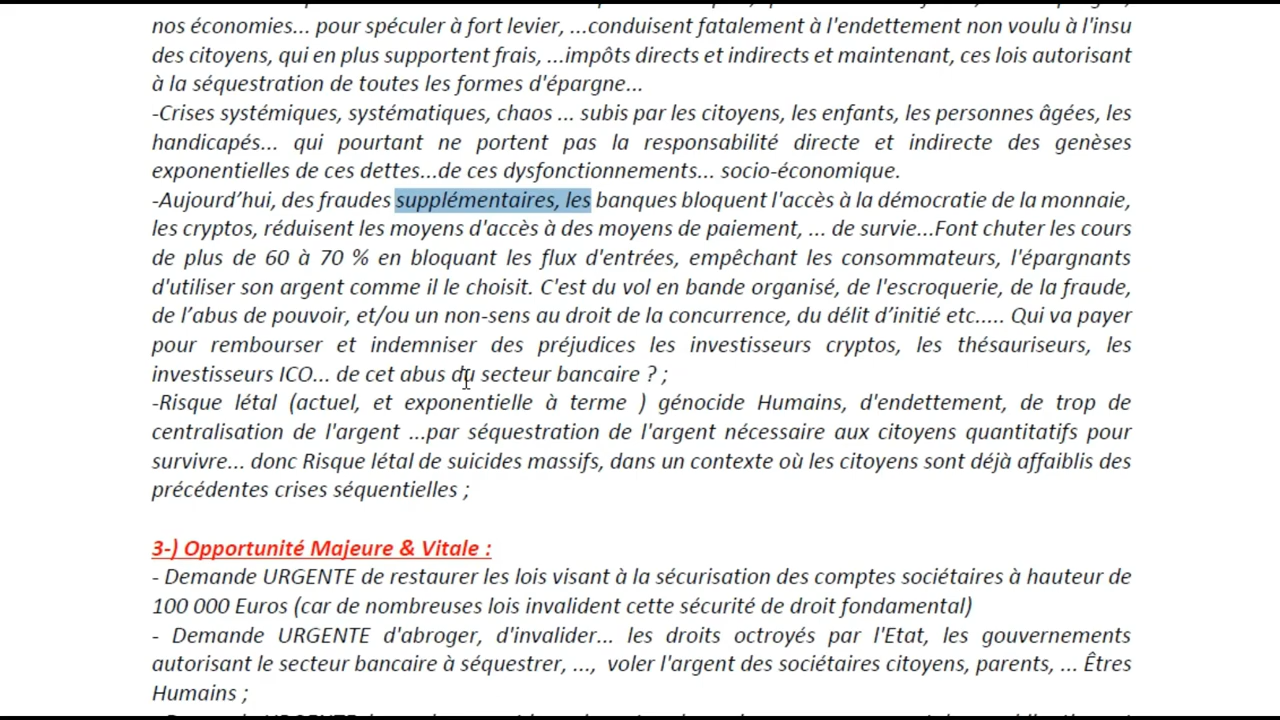 nos économies... pour spéculer à fort levier, ...conduisent fatalement à l'endettement non voulu à l'insu
des citoyens, qui en plus supportent frais, ...impôts directs et indirects et maintenant, ces lois autorisant
à la séquestration de toutes les formes d'épargne...
-Crises systémiques, systématiques, chaos ... subis par les citoyens, les enfants, les personnes âgées, les
handicapés... qui pourtant ne portent pas la responsabilité directe et indirecte des genèses
exponentielles de ces dettes...de ces dysfonctionnements... socio-économique.
-Aujourd’hui, des fraudes supplémentaires, les banques bloquent l'accès à la démocratie de la monnaie,
les cryptos, réduisent les moyens d'accès à des moyens de paiement, ... de survie...Font chuter les cours
de plus de 60 à 70 % en bloquant les flux d'entrées, empêchant les consommateurs, l'épargnants
d'utiliser son argent comme il le choisit. C'est du vol en bande organisé, de l'escroquerie, de la fraude,
de l’abus de pouvoir, et/ou un non-sens au droit de la concurrence, du délit d’initié etc..... Qui va payer
pour rembourser et indemniser des préjudices les investisseurs cryptos, les thésauriseurs, les
investisseurs ICO... de cet abus du secteur bancaire ? ;
-Risque létal (actuel, et exponentielle à terme ) génocide Humains, d'endettement, de trop de
centralisation de l'argent ...par séquestration de l'argent nécessaire aux citoyens quantitatifs pour
survivre... donc Risque létal de suicides massifs, dans un contexte où les citoyens sont déjà affaiblis des
précédentes crises séquentielles ;
3-) Opportunité Majeure & Vitale :
- Demande URGENTE de restaurer les lois visant à la sécurisation des comptes sociétaires à hauteur de
100 000 Euros (car de nombreuses lois invalident cette sécurité de droit fondamental)
- Demande URGENTE d'abroger, d'invalider... les droits octroyés par l'Etat, les gouvernements
autorisant le secteur bancaire à séquestrer, ..., voler l'argent des sociétaires citoyens, parents, ... Êtres
Humains ;